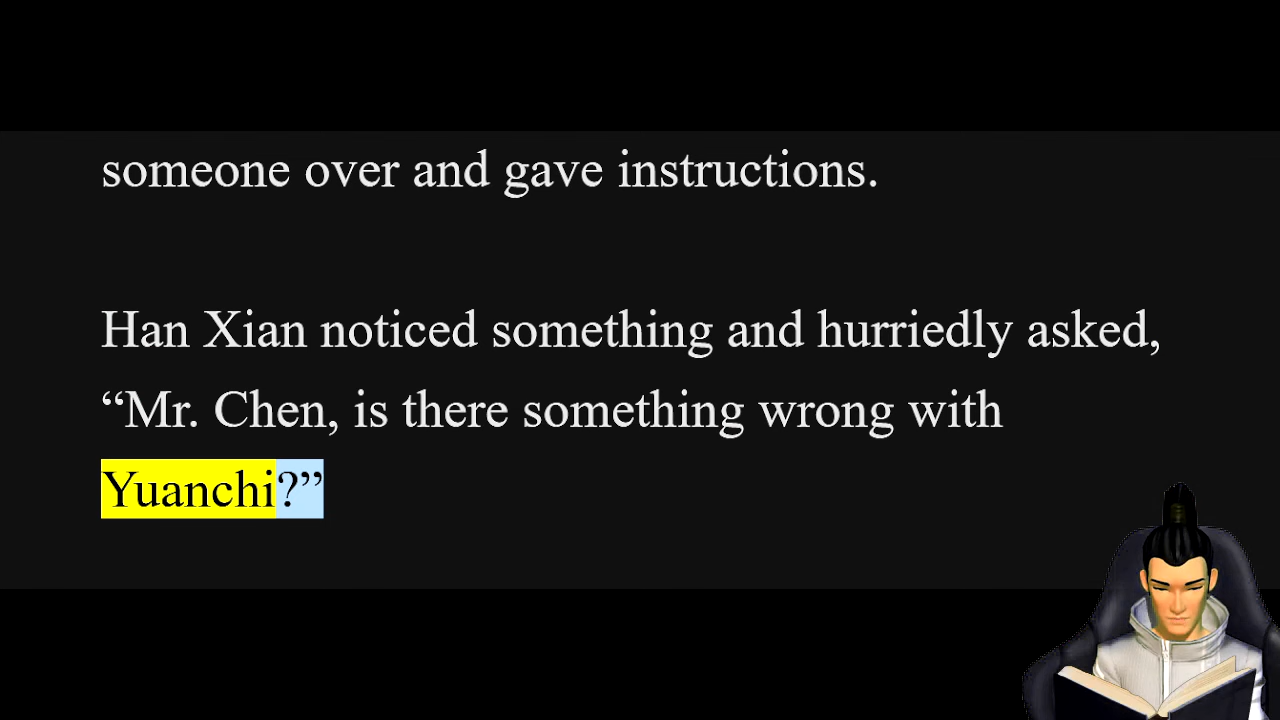 someone over and gave instructions.
Han Xian noticed something and hurriedly asked,
“Mr. Chen, is there something wrong with
Yuanchi?”